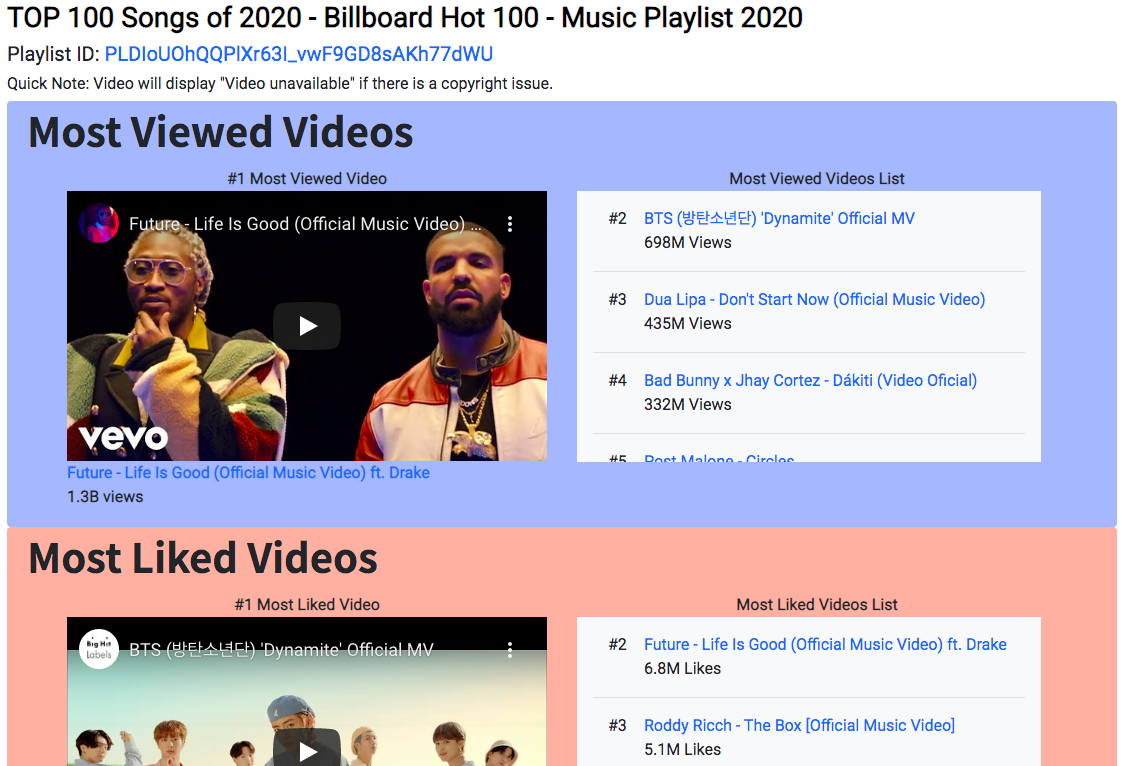 TOP 100 Songs of 2020 - Billboard Hot 100 - Music Playlist 2020
Playlist ID: PLDIoUOhQQPlXr63I_vwF9GD8sAKh77dWU
Quick Note: Video will display "Video unavailable" if there is a copyright issue.
Most Viewed Videos
#1 Most Viewed Video
Future - Life Is Good (Official Music Video) ...
vevo
Future - Life Is Good (Official Music Video) ft. Drake
1.3B views
Most Viewed Videos List
#2 BTS (방탄소년단) 'Dynamite' Official MV
698M Views
#3 Dua Lipa - Don't Start Now (Official Music Video)
435M Views
#4 Bad Bunny x Jhay Cortez - Dákiti (Video Oficial)
332M Views
#5 Post Malone - Circles
Most Liked Videos
#1 Most Liked Video
Big Hit
Labels
BTS (방탄소년단) 'Dynamite' Official MV
Most Liked Videos List
#2 Future - Life Is Good (Official Music Video) ft. Drake
6.8M Likes
#3 Roddy Ricch - The Box [Official Music Video]
5.1M Likes